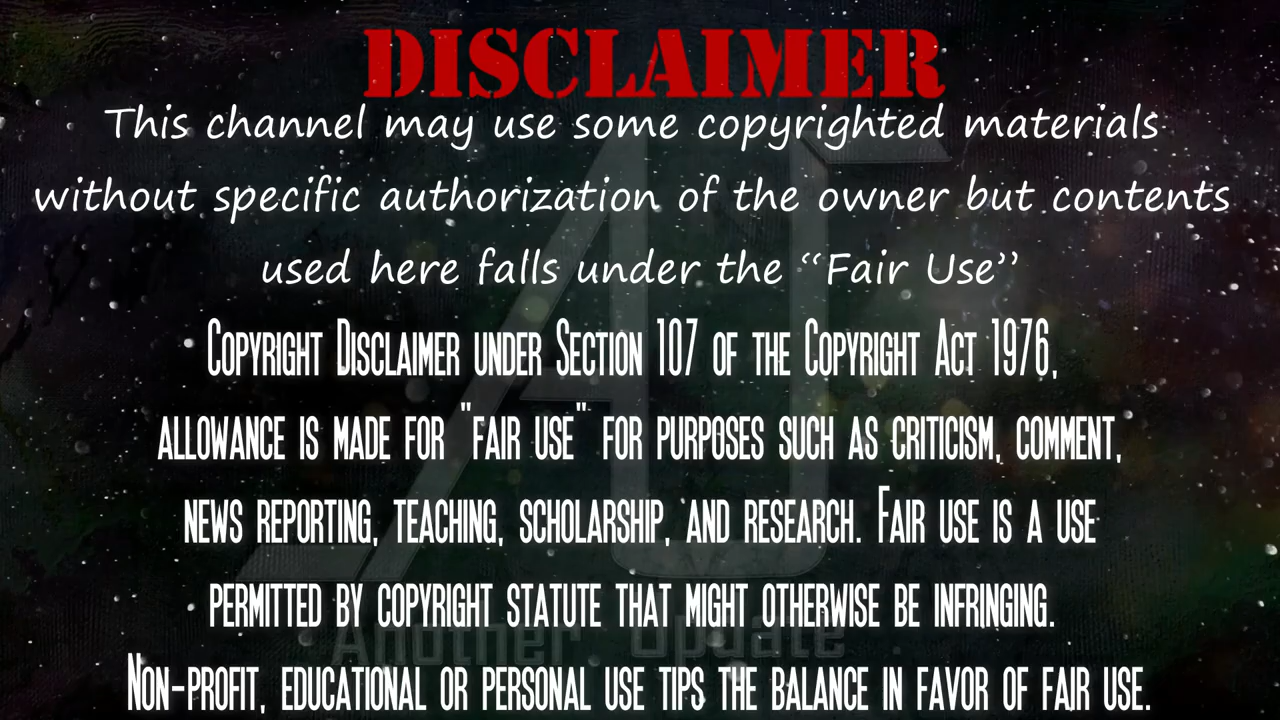 DISCLAIMER
This channel may use some copyrighted materials
without specific authorization of the owner but contents
used here falls under the “Fair Use”
Copyright Disclaimer under Section 107 of the Copyright Act 1976,
allowance is made for "fair use" for purposes such as criticism, comment,
news reporting, teaching, scholarship, and research. Fair use is a use
permitted by copyright statute that might otherwise be infringing.
Another Update
Non-profit, educational or personal use tips the balance in favor of fair use.